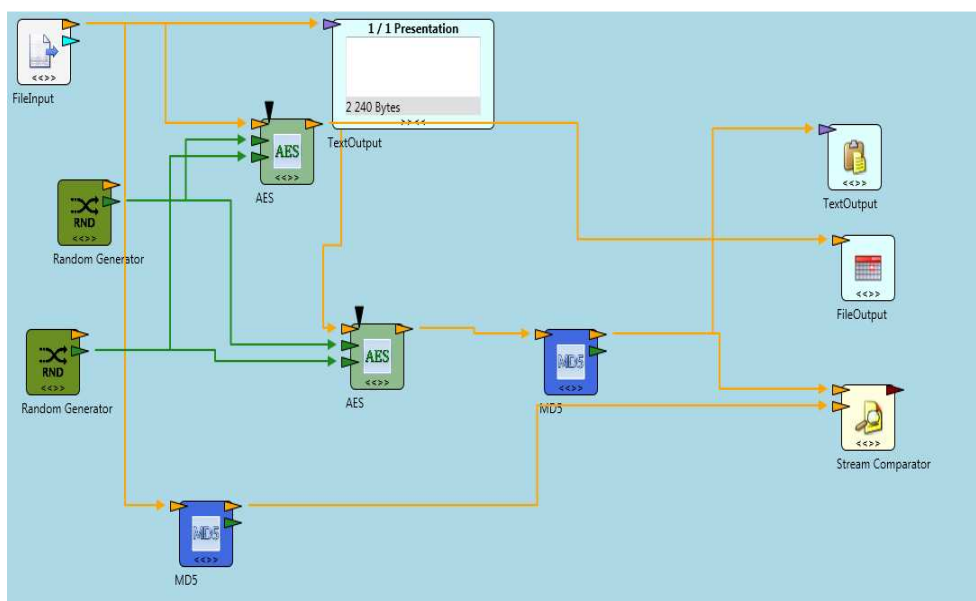 1 / 1 Presentation
<<>>
FileInput
2 240 Bytes
>><<
TextOutput
AES
<<>>
AES
<<>>
TextOutput
RND
<<>>
Random Generator
<<>>
FileOutput
RND
<<>>
Random Generator
AES
<<>>
AES
MD5
<<>>
MD5
<<>>
Stream Comparator
MD5
<<>>
MD5